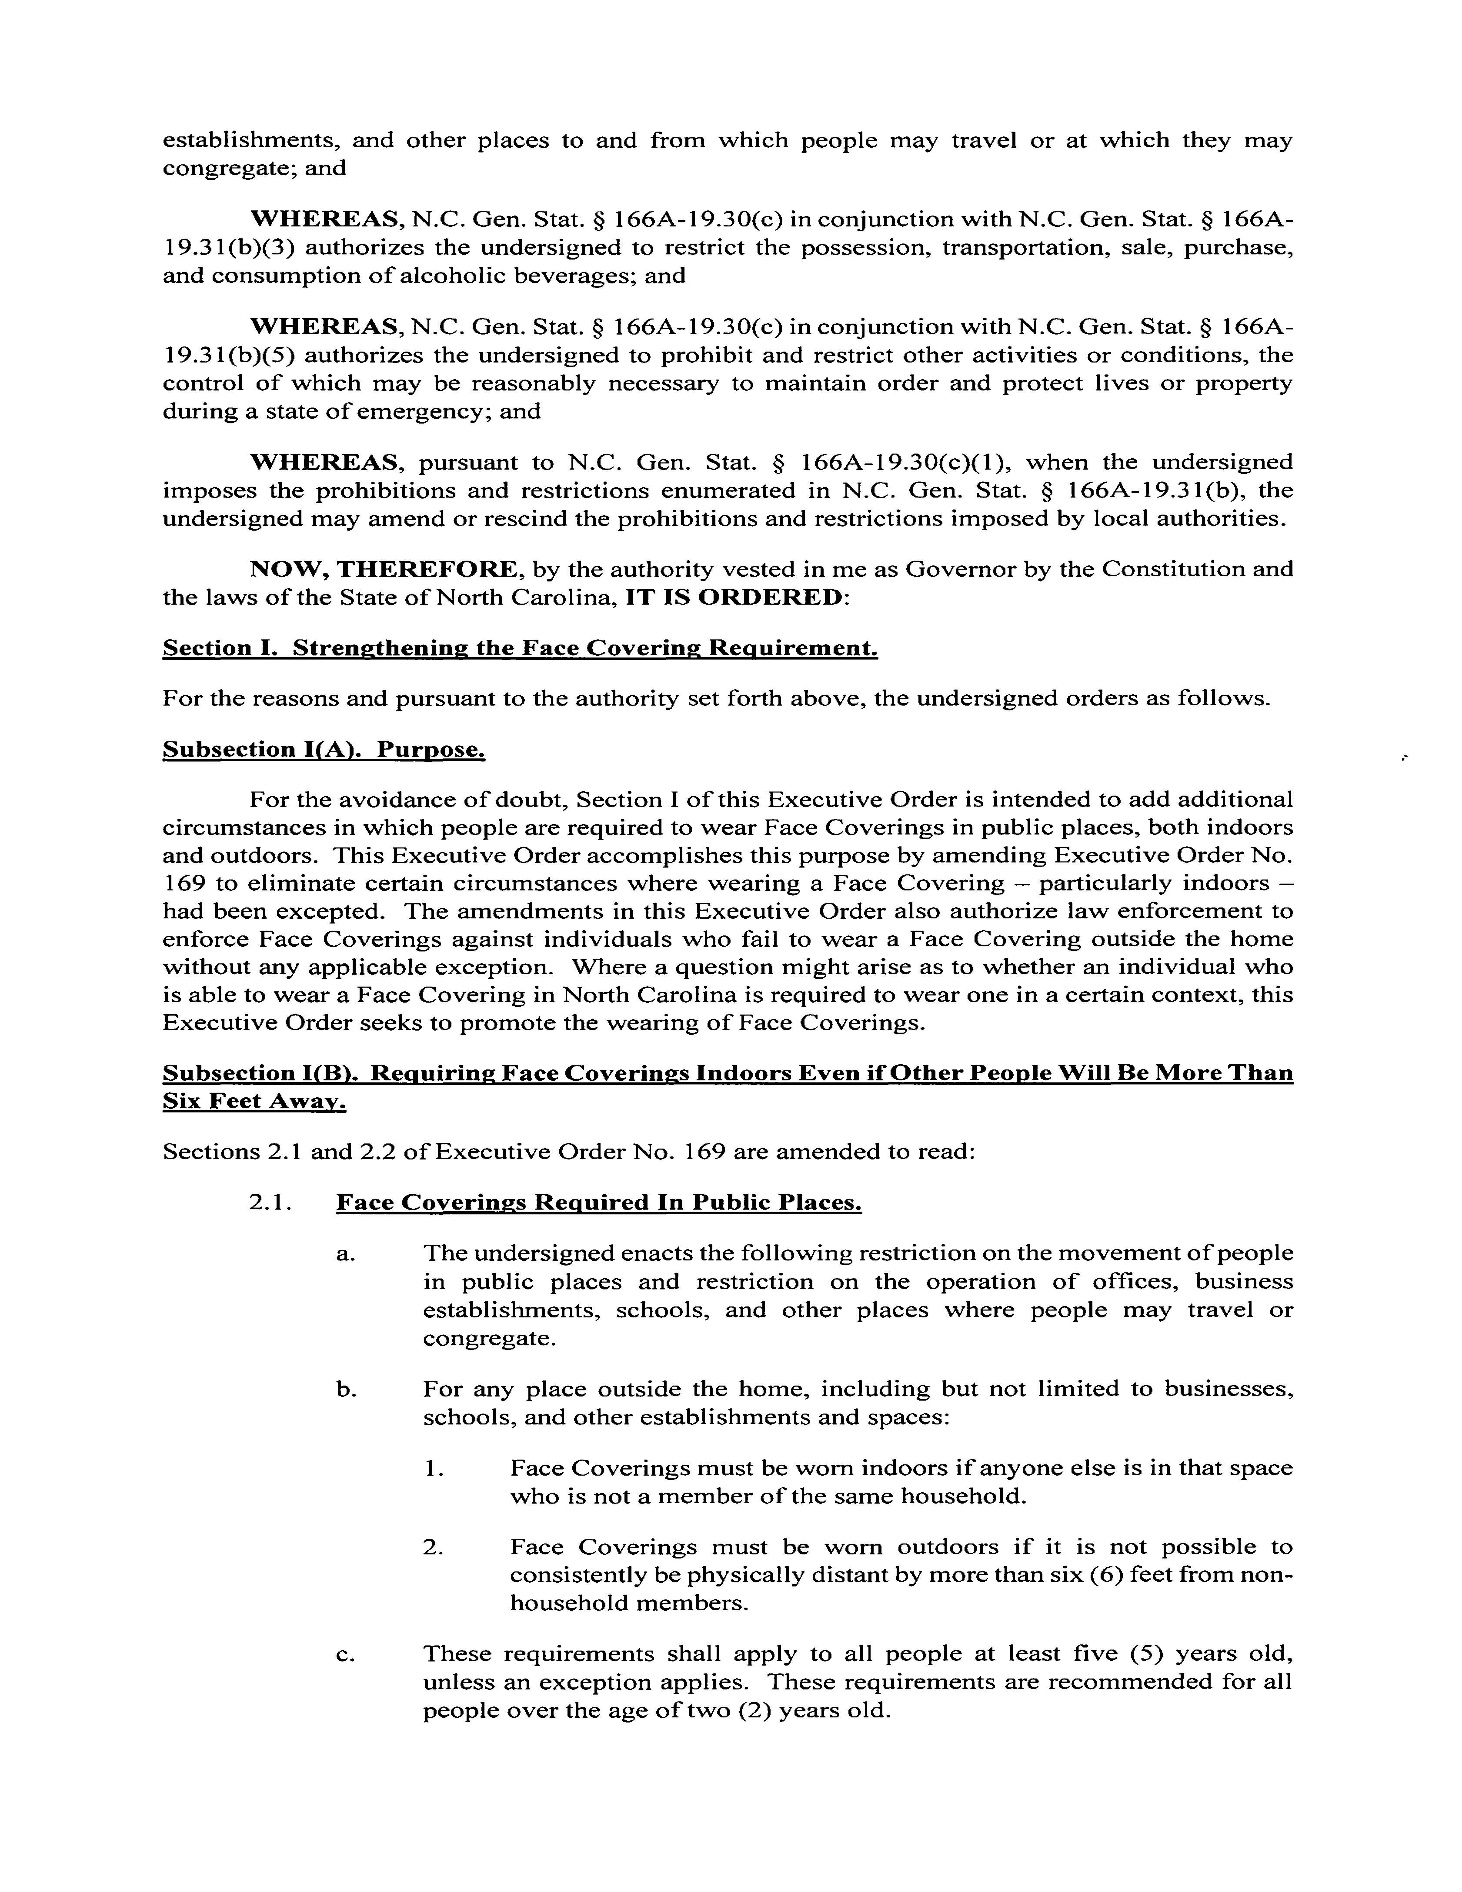 establishments, and other places to and from which people may travel or at which they may
congregate; and
WHEREAS, N.C. Gen. Stat. § 166A-19.30(c) in conjunction with N.C. Gen. Stat. § 166A-
19.31(b)(3) authorizes the undersigned to restrict the possession, transportation, sale, purchase,
and consumption of alcoholic beverages; and
WHEREAS, N.C. Gen. Stat. § 166A-19.30(c) in conjunction with N.C. Gen. Stat. § 166A-
19.31(b)(5) authorizes the undersigned to prohibit and restrict other activities or conditions, the
control of which may be reasonably necessary to maintain order and protect lives or property
during a state of emergency; and
WHEREAS, pursuant to N.C. Gen. Stat. § 166A-19.30(c)(1), when the undersigned
imposes the prohibitions and restrictions enumerated in N.C. Gen. Stat. § 166A-19.31(b), the
undersigned may amend or rescind the prohibitions and restrictions imposed by local authorities.
NOW, THEREFORE, by the authority vested in me as Governor by the Constitution and
the laws of the State of North Carolina, IT IS ORDERED:
Section I. Strengthening the Face Covering Requirement.
For the reasons and pursuant to the authority set forth above, the undersigned orders as follows.
Subsection I(A). Purpose.
For the avoidance of doubt, Section I of this Executive Order is intended to add additional
circumstances in which people are required to wear Face Coverings in public places, both indoors
and outdoors. This Executive Order accomplishes this purpose by amending Executive Order No.
169 to eliminate certain circumstances where wearing a Face Covering – particularly indoors –
had been excepted. The amendments in this Executive Order also authorize law enforcement to
enforce Face Coverings against individuals who fail to wear a Face Covering outside the home
without any applicable exception. Where a question might arise as to whether an individual who
is able to wear a Face Covering in North Carolina is required to wear one in a certain context, this
Executive Order seeks to promote the wearing of Face Coverings.
Subsection I(B). Requiring Face Coverings Indoors Even if Other People Will Be More Than
Six Feet Away.
Sections 2.1 and 2.2 of Executive Order No. 169 are amended to read:
2.1. Face Coverings Required In Public Places.
a. The undersigned enacts the following restriction on the movement of people
in public places and restriction on the operation of offices, business
establishments, schools, and other places where people may travel or
congregate.
b. For any place outside the home, including but not limited to businesses,
schools, and other establishments and spaces:
1. Face Coverings must be worn indoors if anyone else is in that space
who is not a member of the same household.
2. Face Coverings must be worn outdoors if it is not possible to
consistently be physically distant by more than six (6) feet from non-
household members.
c. These requirements shall apply to all people at least five (5) years old,
unless an exception applies. These requirements are recommended for all
people over the age of two (2) years old.